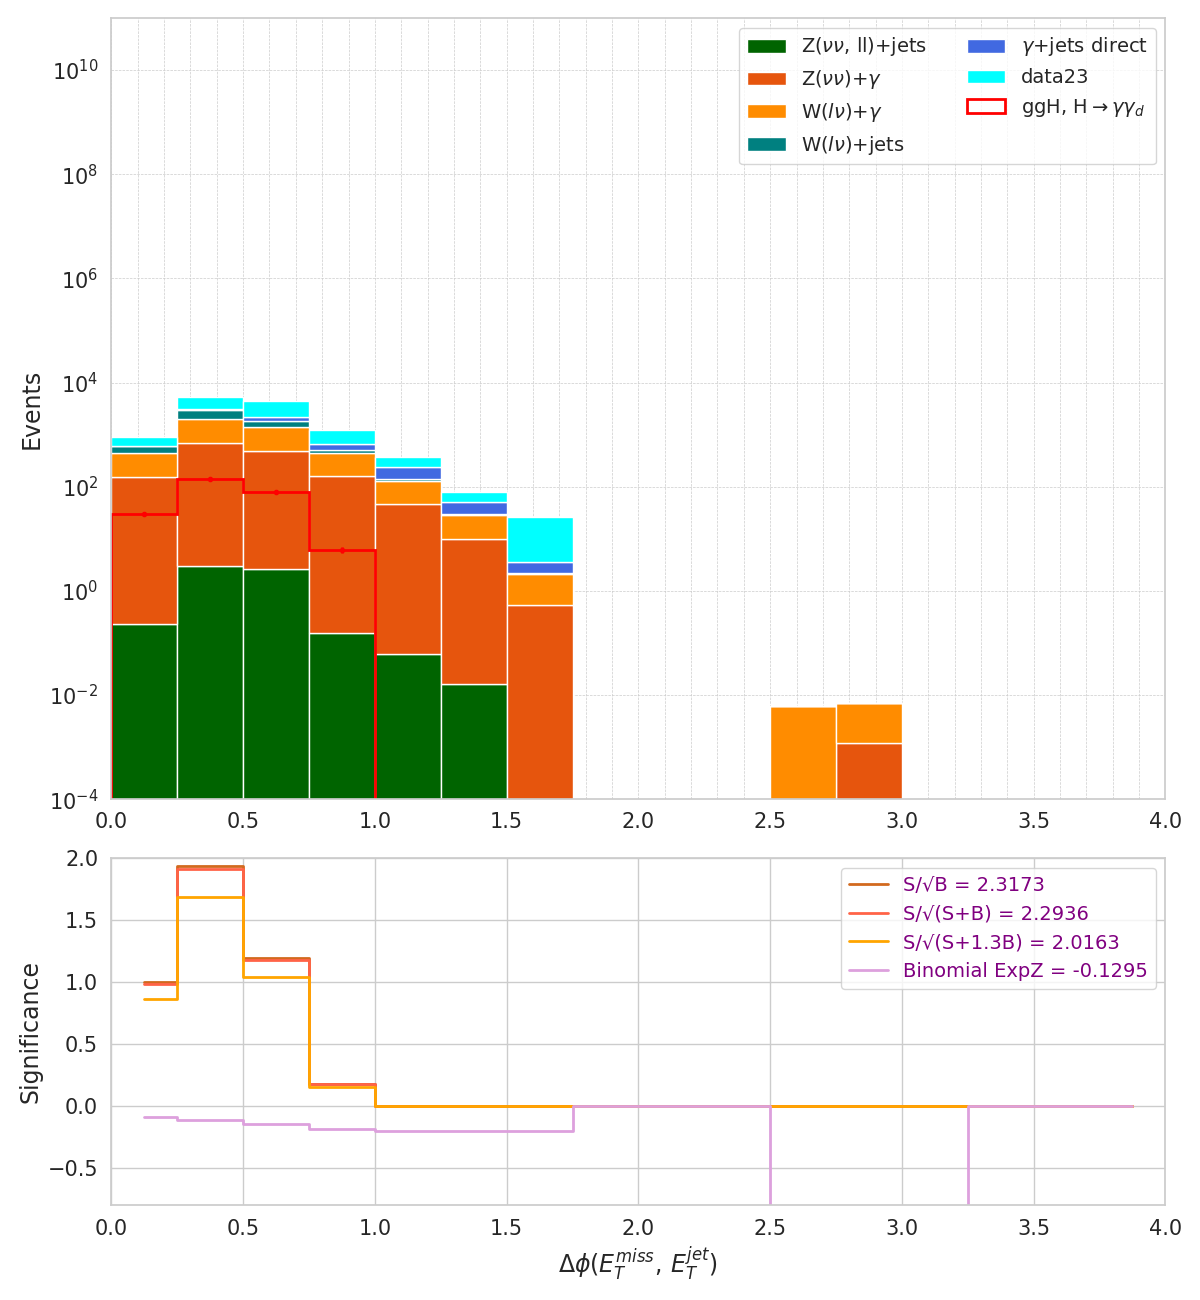 Z(νν, ll)+jets
Z(νν)+γ
W(lν)+γ
W(lν)+jets
γ+jets direct
data23
ggH, H→γγ_d
Events
10^10
10^8
10^6
10^4
10^2
10^0
10^−2
10^−4
0.0 0.5 1.0 1.5 2.0 2.5 3.0 3.5 4.0
S/√B = 2.3173
S/√(S+B) = 2.2936
S/√(S+1.3B) = 2.0163
Binomial ExpZ = -0.1295
Significance
2.0
1.5
1.0
0.5
0.0
−0.5
0.0 0.5 1.0 1.5 2.0 2.5 3.0 3.5 4.0
Δϕ(E_T^miss, E_T^jet)